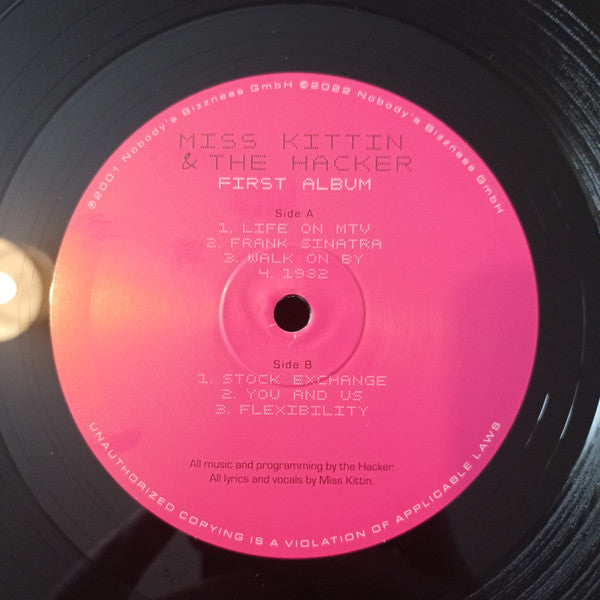 ℗2001 Nobody's Bizzness GmbH ©2022 Nobody's Bizzness GmbH
MISS KITTIN
& THE HACKER
FIRST ALBUM
Side A
1. LIFE ON MTV
2. FRANK SINATRA
3. WALK ON BY
4. 1982
Side B
1. STOCK EXCHANGE
2. YOU AND US
3. FLEXIBILITY
All music and programming by the Hacker.
All lyrics and vocals by Miss Kittin.
UNAUTHORIZED COPYING IS A VIOLATION OF APPLICABLE LAWS